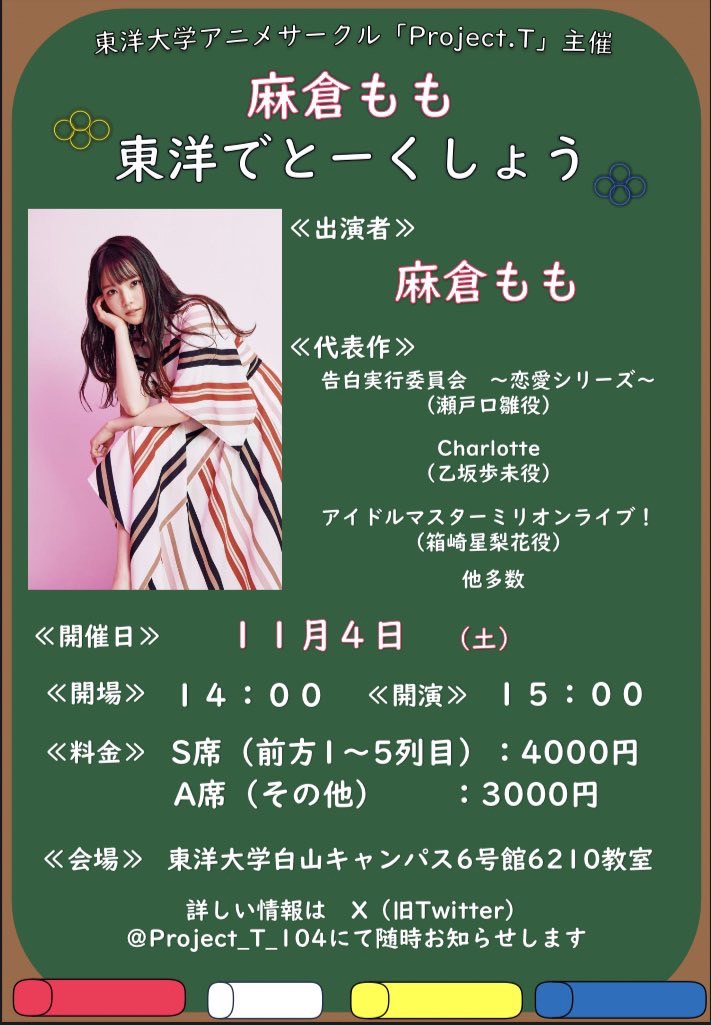 東洋大学アニメサークル「Project.T」主催
麻倉もも
東洋でとーくしょう
≪出演者≫
麻倉もも
≪代表作≫
告白実行委員会　～恋愛シリーズ～
（瀬戸口雛役）
Charlotte
（乙坂歩未役）
アイドルマスターミリオンライブ！
（箱崎星梨花役）
他多数
≪開催日≫　１１月４日　（土）
≪開場≫　１４：００　≪開演≫　１５：００
≪料金≫　S席（前方1～5列目）：4000円
A席（その他）　：3000円
≪会場≫　東洋大学白山キャンパス6号館6210教室
詳しい情報は　X（旧Twitter）
@Project_T_104にて随時お知らせします